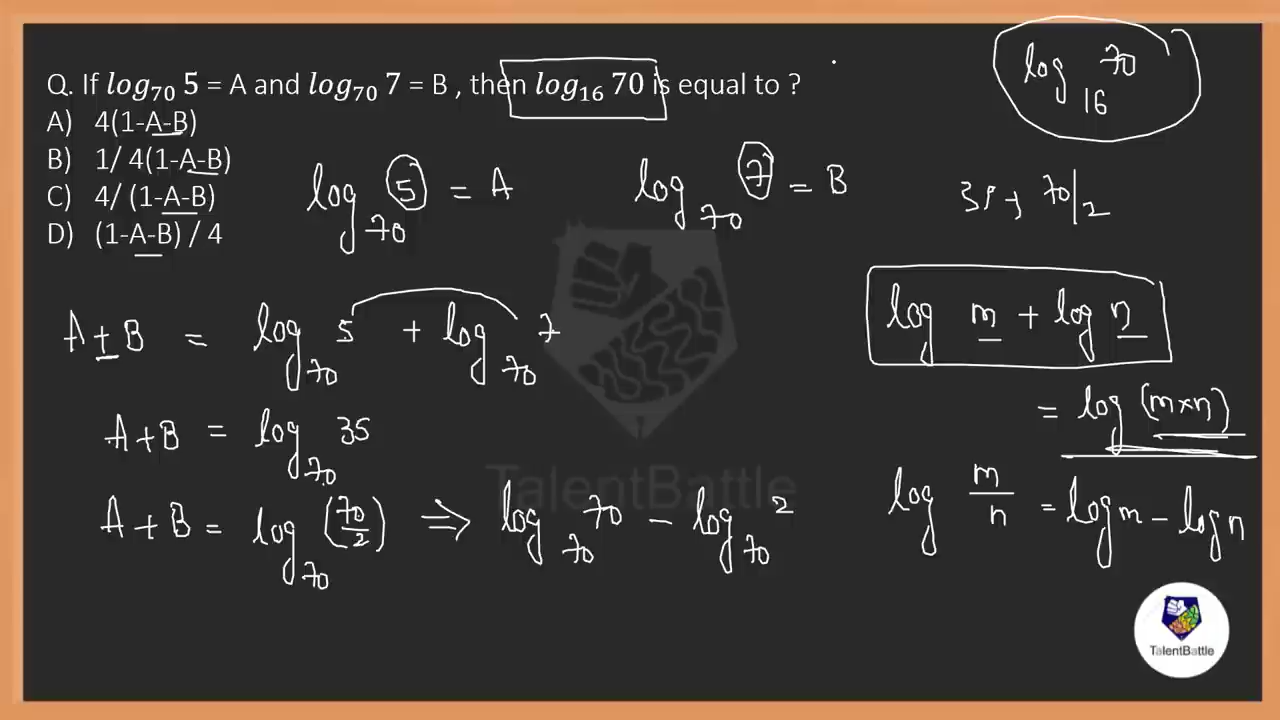 Q. If log₇₀ 5 = A and log₇₀ 7 = B , then log₁₆ 70 is equal to ?
A) 4(1-A-B)
B) 1/ 4(1-A-B)
C) 4/ (1-A-B)
D) (1-A-B) / 4
log₁₆ 70
log₇₀ 5 = A
log₇₀ 7 = B
35 → 70/2
A+B = log₇₀ 5 + log₇₀ 7
log m + log n
= log (m×n)
A+B = log₇₀ 35
A+B = log₇₀ (70/2) ⇒ log₇₀ 70 - log₇₀ 2
log m/n = log m - log n
TalentBattle
TalentBattle